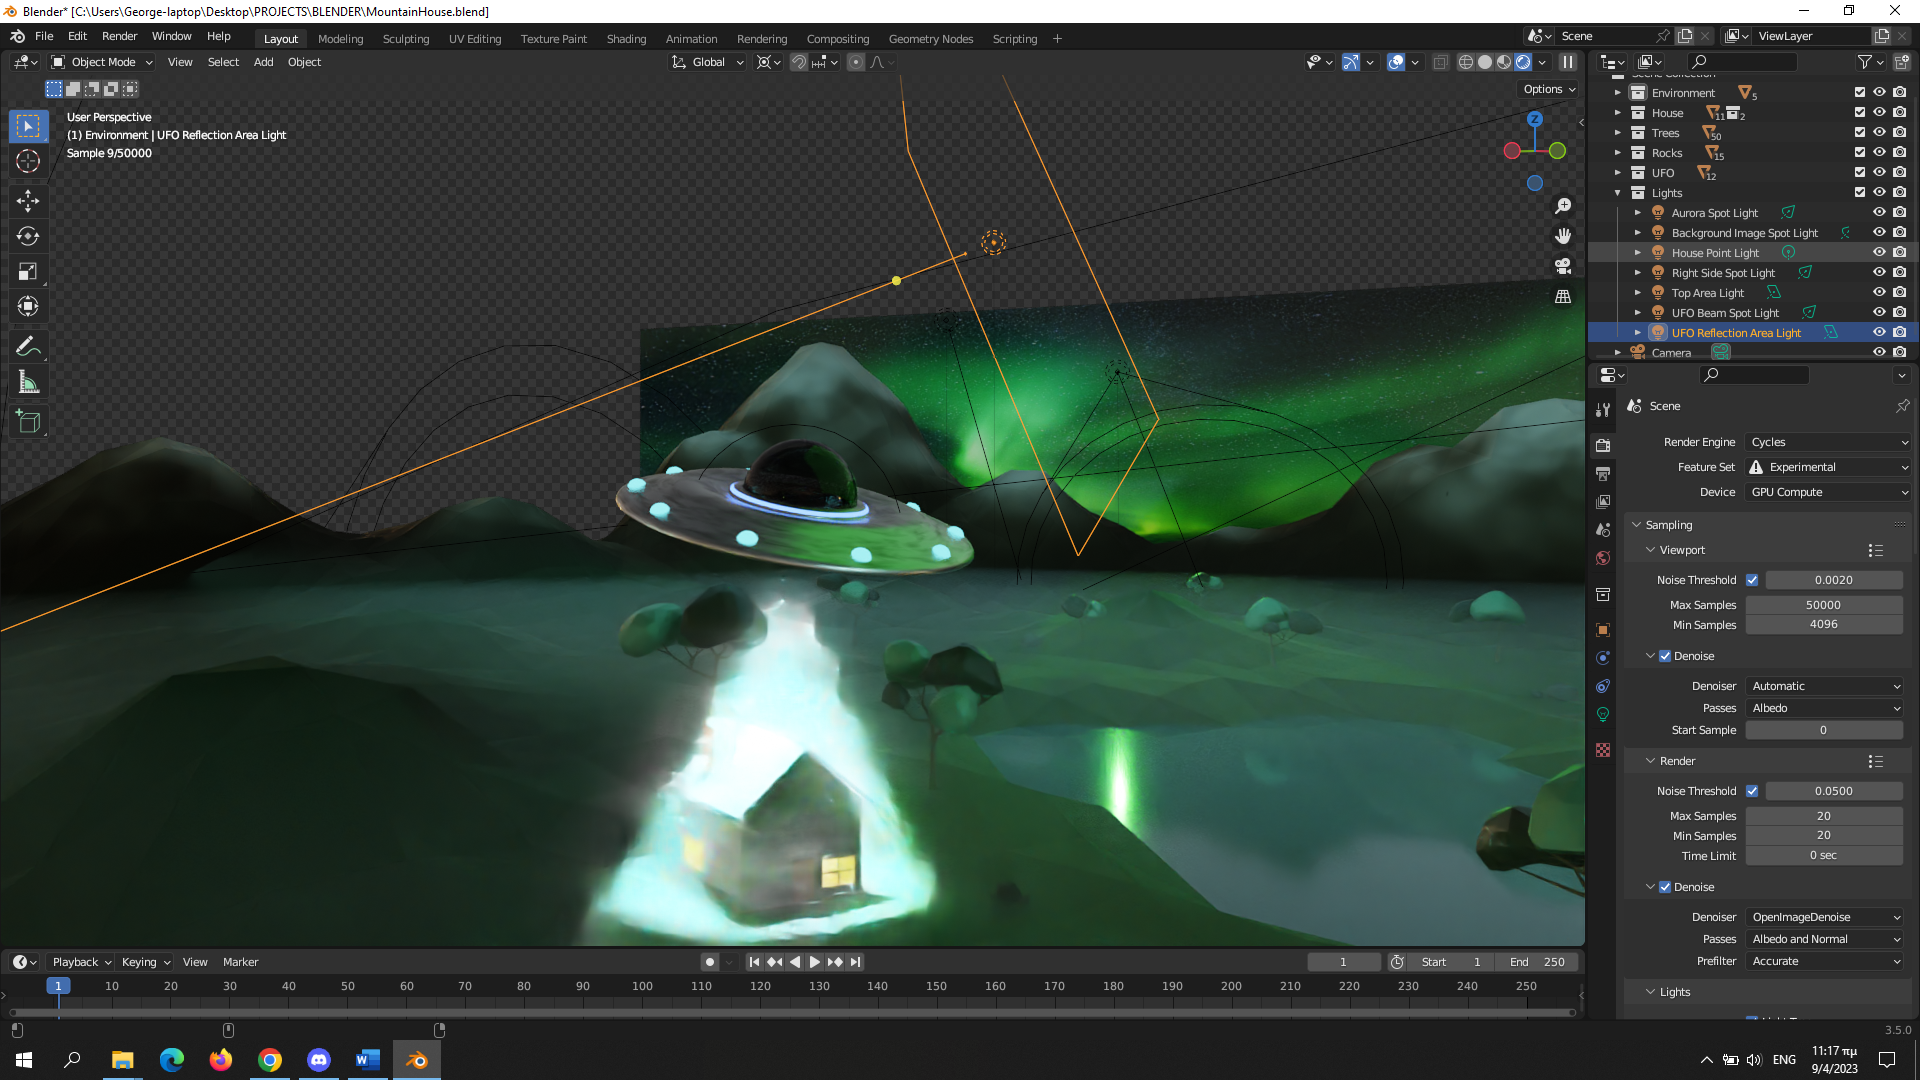 Blender* [C:\Users\George-laptop\Desktop\PROJECTS\BLENDER\MountainHouse.blend]
File Edit Render Window Help Layout Modeling Sculpting UV Editing Texture Paint Shading Animation Rendering Compositing Geometry Nodes Scripting + Scene ViewLayer
Object Mode View Select Add Object Global
Options
User Perspective
(1) Environment | UFO Reflection Area Light
Sample 9/50000
Z
Scene Collection
Environment 5
House 11 2
Trees 50
Rocks 15
UFO 12
Lights
Aurora Spot Light
Background Image Spot Light
House Point Light
Right Side Spot Light
Top Area Light
UFO Beam Spot Light
UFO Reflection Area Light
Camera
Scene
Render Engine Cycles
Feature Set Experimental
Device GPU Compute
Sampling
Viewport
Noise Threshold 0.0020
Max Samples 50000
Min Samples 4096
Denoise
Denoiser Automatic
Passes Albedo
Start Sample 0
Render
Noise Threshold 0.0500
Max Samples 20
Min Samples 20
Time Limit 0 sec
Denoise
Denoiser OpenImageDenoise
Passes Albedo and Normal
Prefilter Accurate
Lights
Playback Keying View Marker 1 Start 1 End 250
1 10 20 30 40 50 60 70 80 90 100 110 120 130 140 150 160 170 180 190 200 210 220 230 240 250
3.5.0
ENG 11:17 πμ
9/4/2023